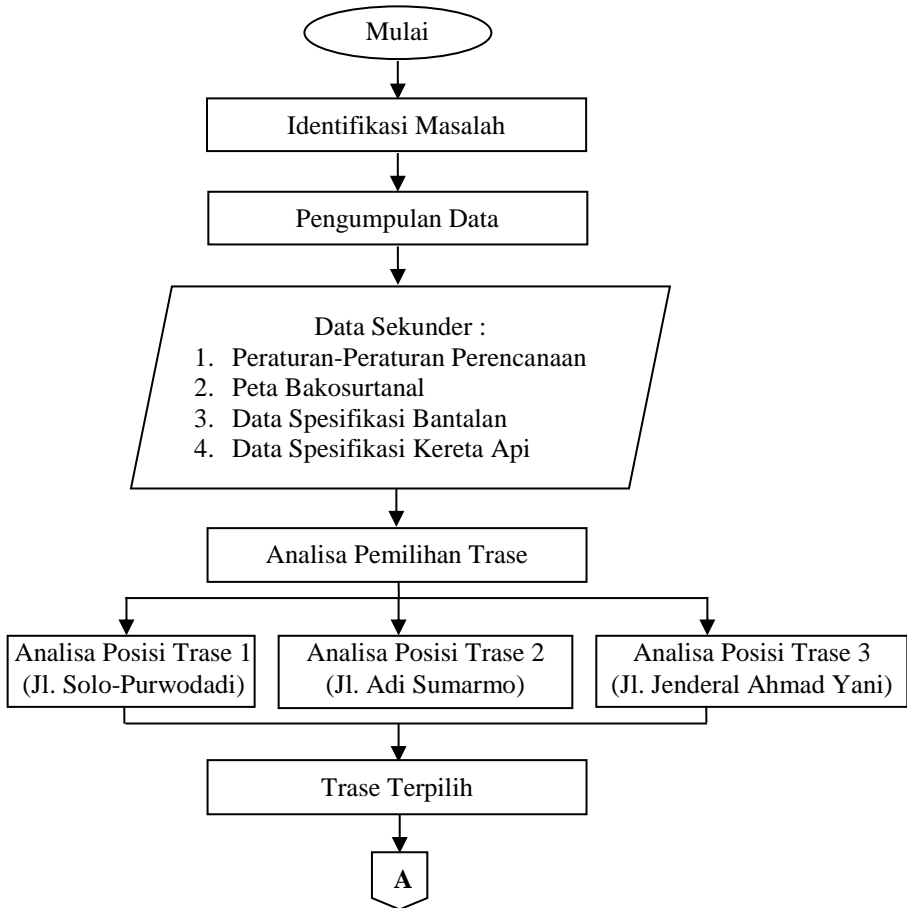 Mulai
Identifikasi Masalah
Pengumpulan Data
Data Sekunder :
1. Peraturan-Peraturan Perencanaan
2. Peta Bakosurtanal
3. Data Spesifikasi Bantalan
4. Data Spesifikasi Kereta Api
Analisa Pemilihan Trase
Analisa Posisi Trase 1
(Jl. Solo-Purwodadi)
Analisa Posisi Trase 2
(Jl. Adi Sumarmo)
Analisa Posisi Trase 3
(Jl. Jenderal Ahmad Yani)
Trase Terpilih
A